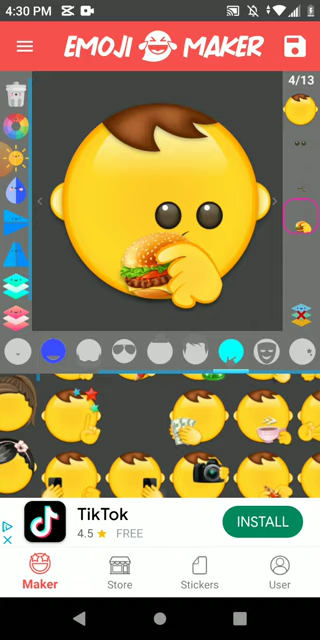 4:30 PM
EMOJI MAKER
4/13
TikTok
4.5 FREE
INSTALL
Maker
Store
Stickers
User